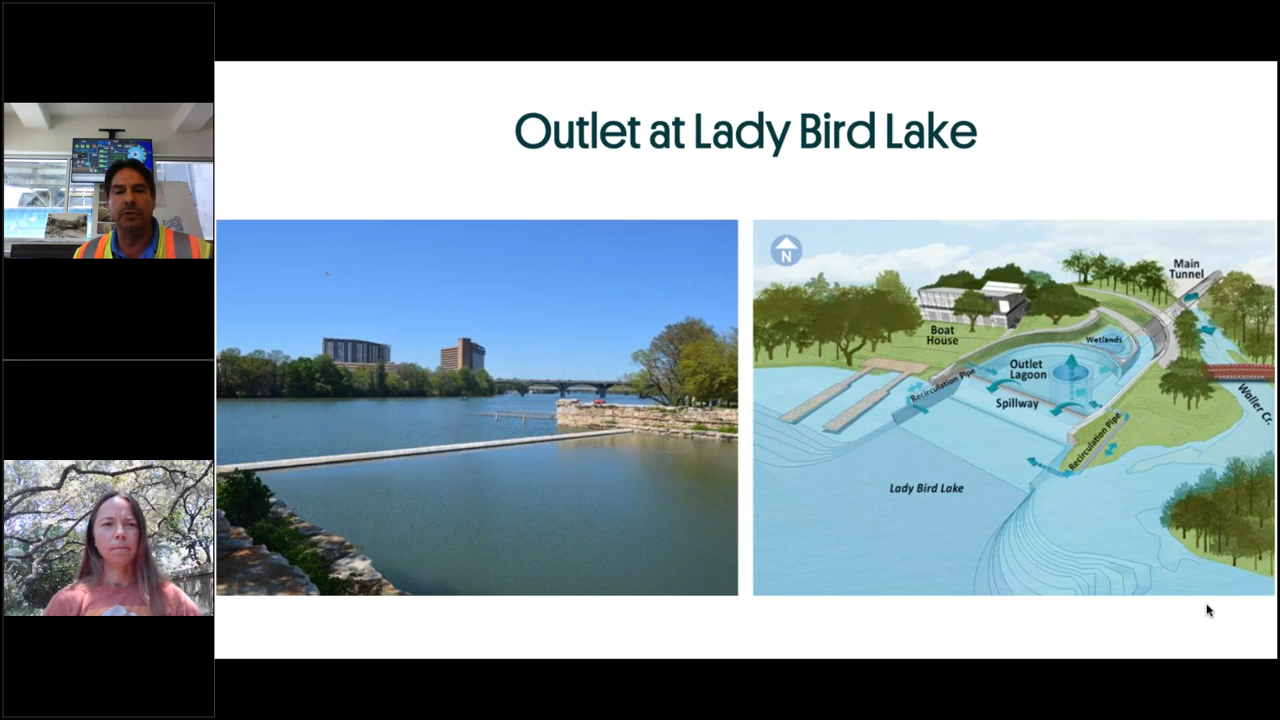 Outlet at Lady Bird Lake
N
Main
Tunnel
Boat
House
Wetlands
Outlet
Lagoon
Recirculation Pipe
Spillway
Waller Cr.
Recirculation Pipe
Lady Bird Lake